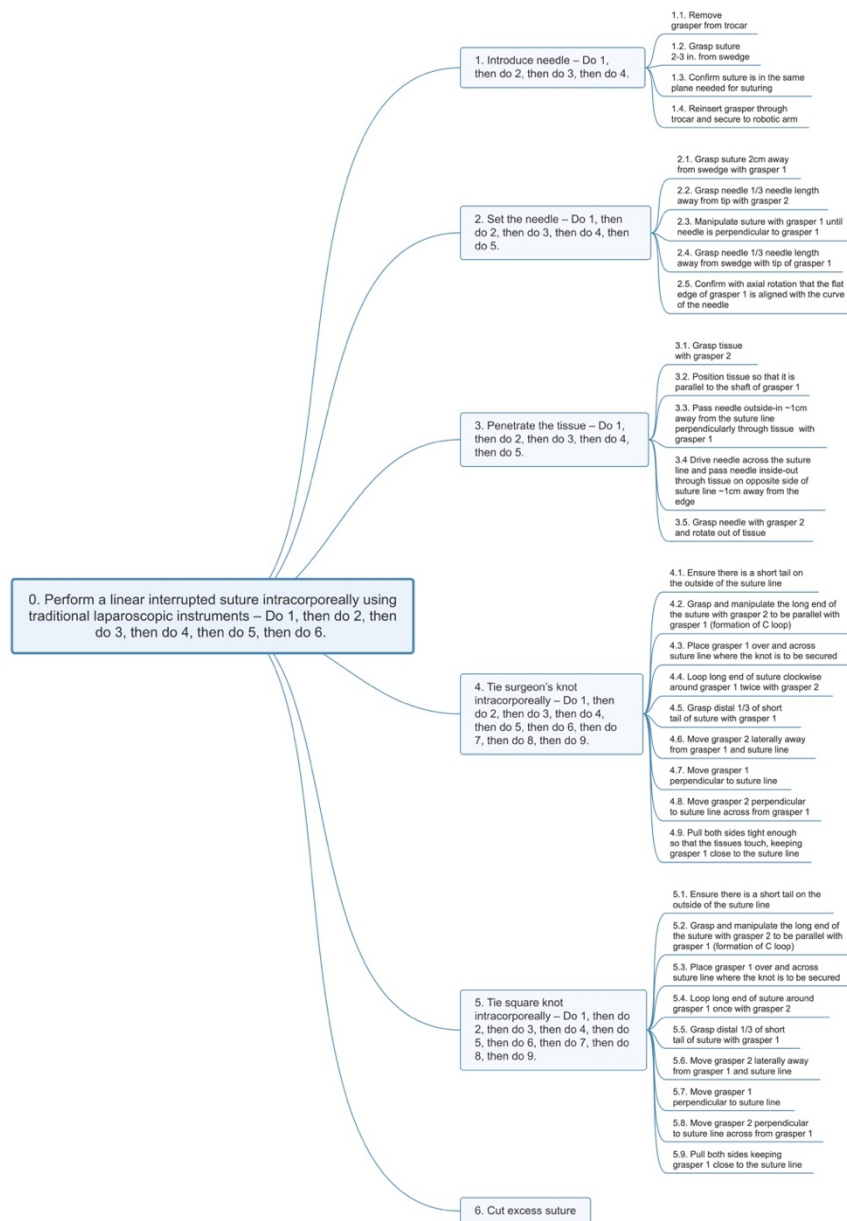 0. Perform a linear interrupted suture intracorporeally using
traditional laparoscopic instruments – Do 1, then do 2, then
do 3, then do 4, then do 5, then do 6.
1. Introduce needle – Do 1,
then do 2, then do 3, then do 4.
1.1. Remove
grasper from trocar
1.2. Grasp suture
2-3 in. from swedge
1.3. Confirm suture is in the same
plane needed for suturing
1.4. Reinsert grasper through
trocar and secure to robotic arm
2. Set the needle – Do 1, then
do 2, then do 3, then do 4, then
do 5.
2.1. Grasp suture 2cm away
from swedge with grasper 1
2.2. Grasp needle 1/3 needle length
away from tip with grasper 2
2.3. Manipulate suture with grasper 1 until
needle is perpendicular to grasper 1
2.4. Grasp needle 1/3 needle length
away from swedge with tip of grasper 1
2.5. Confirm with axial rotation that the flat
edge of grasper 1 is aligned with the curve
of the needle
3. Penetrate the tissue – Do 1,
then do 2, then do 3, then do 4,
then do 5.
3.1. Grasp tissue
with grasper 2
3.2. Position tissue so that it is
parallel to the shaft of grasper 1
3.3. Pass needle outside-in ~1cm
away from the suture line
perpendicularly through tissue with
grasper 1
3.4 Drive needle across the suture
line and pass needle inside-out
through tissue on opposite side of
suture line ~1cm away from the
edge
3.5. Grasp needle with grasper 2
and rotate out of tissue
4. Tie surgeon's knot
intracorporeally – Do 1, then
do 2, then do 3, then do 4,
then do 5, then do 6, then do
7, then do 8, then do 9.
4.1. Ensure there is a short tail on
the outside of the suture line
4.2. Grasp and manipulate the long end of
the suture with grasper 2 to be parallel with
grasper 1 (formation of C loop)
4.3. Place grasper 1 over and across
suture line where the knot is to be secured
4.4. Loop long end of suture clockwise
around grasper 1 twice with grasper 2
4.5. Grasp distal 1/3 of short
tail of suture with grasper 1
4.6. Move grasper 2 laterally away
from grasper 1 and suture line
4.7. Move grasper 1
perpendicular to suture line
4.8. Move grasper 2 perpendicular
to suture line across from grasper 1
4.9. Pull both sides tight enough
so that the tissues touch, keeping
grasper 1 close to the suture line
5. Tie square knot
intracorporeally – Do 1, then do
2, then do 3, then do 4, then do
5, then do 6, then do 7, then do
8, then do 9.
5.1. Ensure there is a short tail on the
outside of the suture line
5.2. Grasp and manipulate the long end of
the suture with grasper 2 to be parallel with
grasper 1 (formation of C loop)
5.3. Place grasper 1 over and across
suture line where the knot is to be secured
5.4. Loop long end of suture around
grasper 1 once with grasper 2
5.5. Grasp distal 1/3 of short
tail of suture with grasper 1
5.6. Move grasper 2 laterally away
from grasper 1 and suture line
5.7. Move grasper 1
perpendicular to suture line
5.8. Move grasper 2 perpendicular
to suture line across from grasper 1
5.9. Pull both sides keeping
grasper 1 close to the suture line
6. Cut excess suture